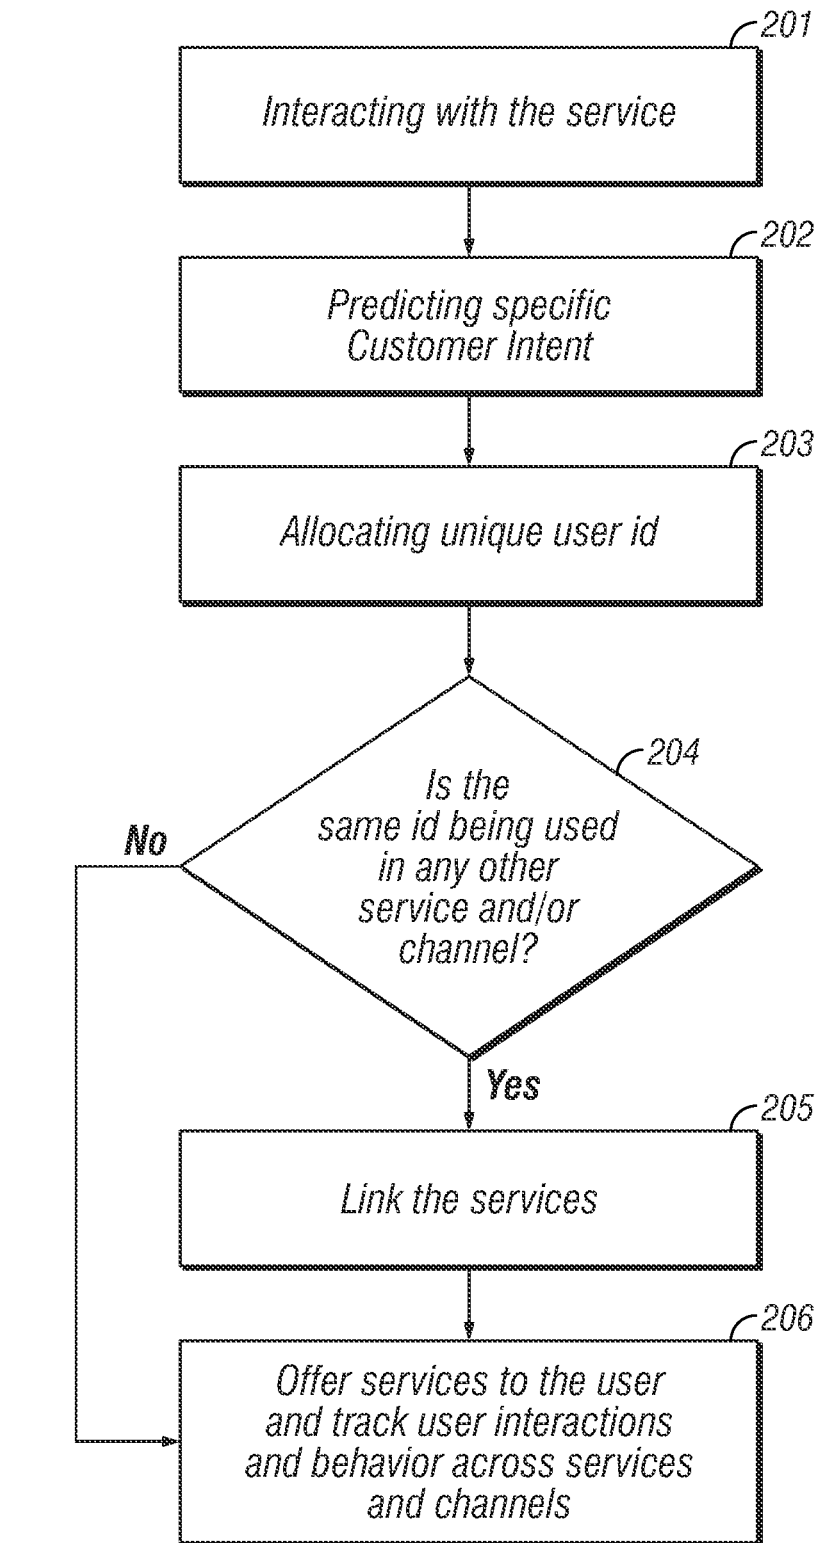 201
Interacting with the service
202
Predicting specific
Customer Intent
203
Allocating unique user id
204
Is the
same id being used
in any other
service and/or
channel?
No
Yes
205
Link the services
206
Offer services to the user
and track user interactions
and behavior across services
and channels